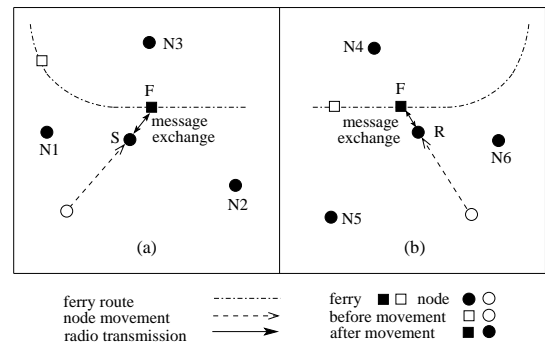 N3
F
message
exchange
S
N1
N2
(a)
N4
F
message
exchange
R
N6
N5
(b)
ferry route
node movement
radio transmission
ferry node
before movement
after movement